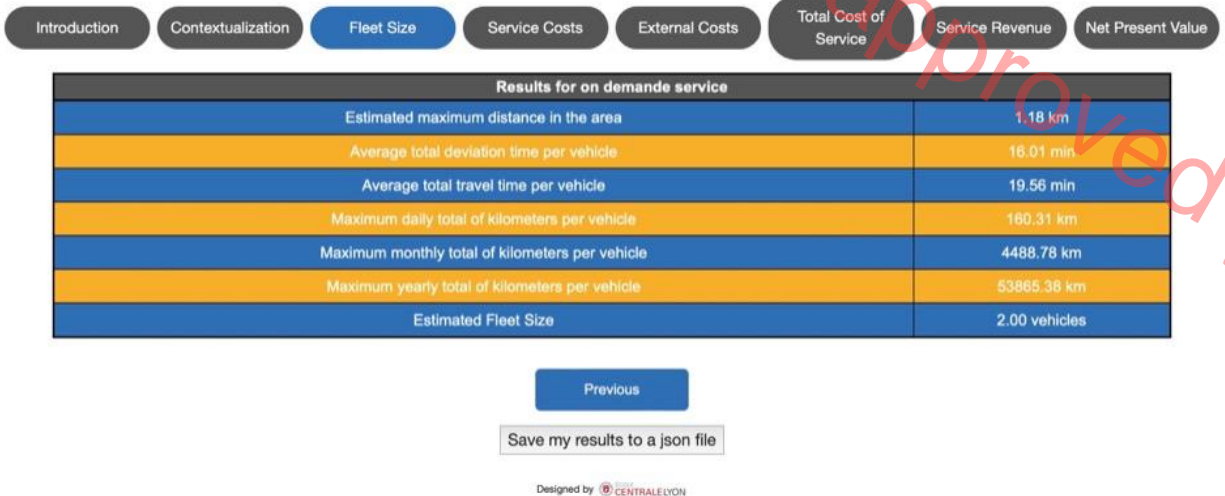 Introduction
Contextualization
Fleet Size
Service Costs
External Costs
Total Cost of
Service
Service Revenue
Net Present Value
Results for on demande service
Estimated maximum distance in the area 1.18 km
Average total deviation time per vehicle 16.01 min
Average total travel time per vehicle 19.56 min
Maximum daily total of kilometers per vehicle 160.31 km
Maximum monthly total of kilometers per vehicle 4488.78 km
Maximum yearly total of kilometers per vehicle 53865.38 km
Estimated Fleet Size 2.00 vehicles
Previous
Save my results to a json file
Designed by CENTRALELYON
approved